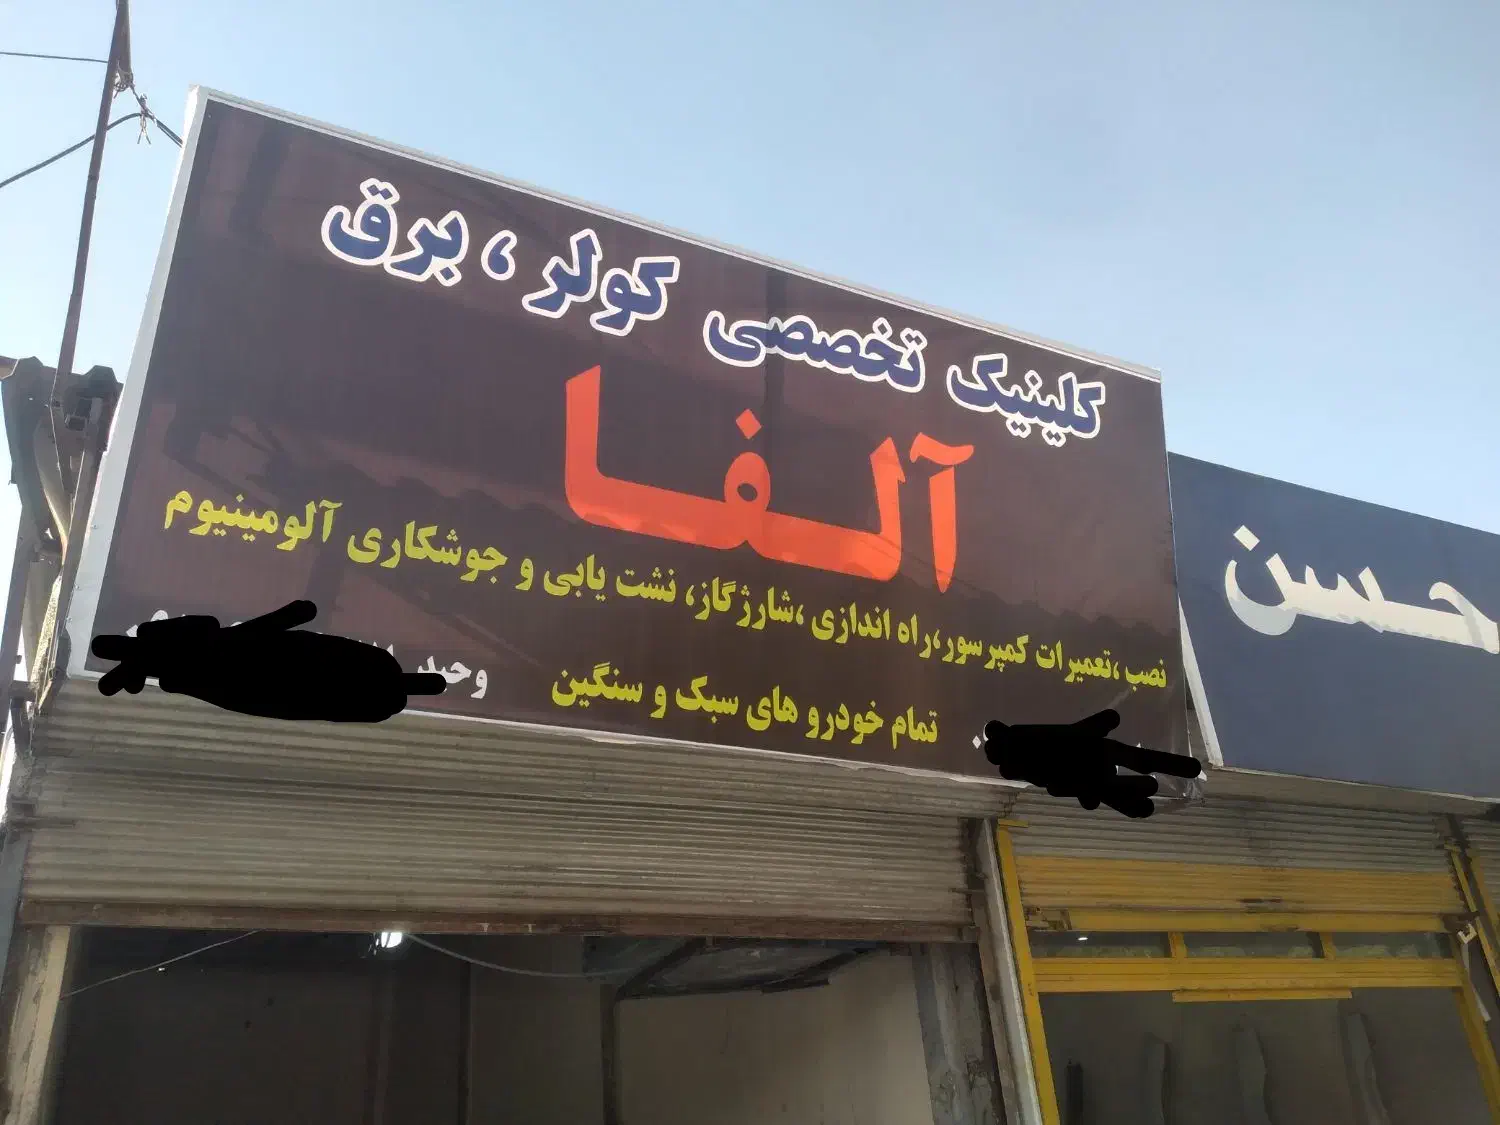 کلینیک تخصصی کولر ، برق
آلفا
نصب ،تعمیرات کمپرسور،راه اندازی ،شارژگاز، نشت یابی و جوشکاری آلومینیوم
تمام خودرو های سبک و سنگین
وحید
حسن